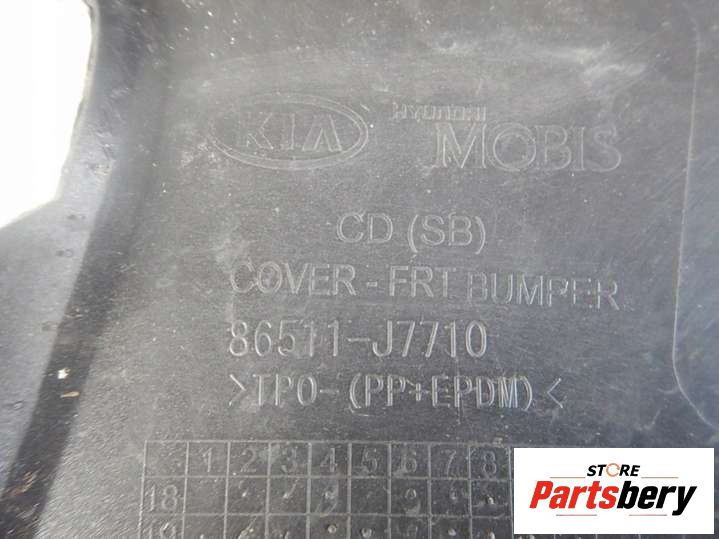 KIA
HYUNDAI
MOBIS
CD (SB)
COVER - FRT BUMPER
86511-J7710
>TPO-(PP+EPDM)<
1 2 3 4 5 6 7 8
18
19
STORE
Partsbery